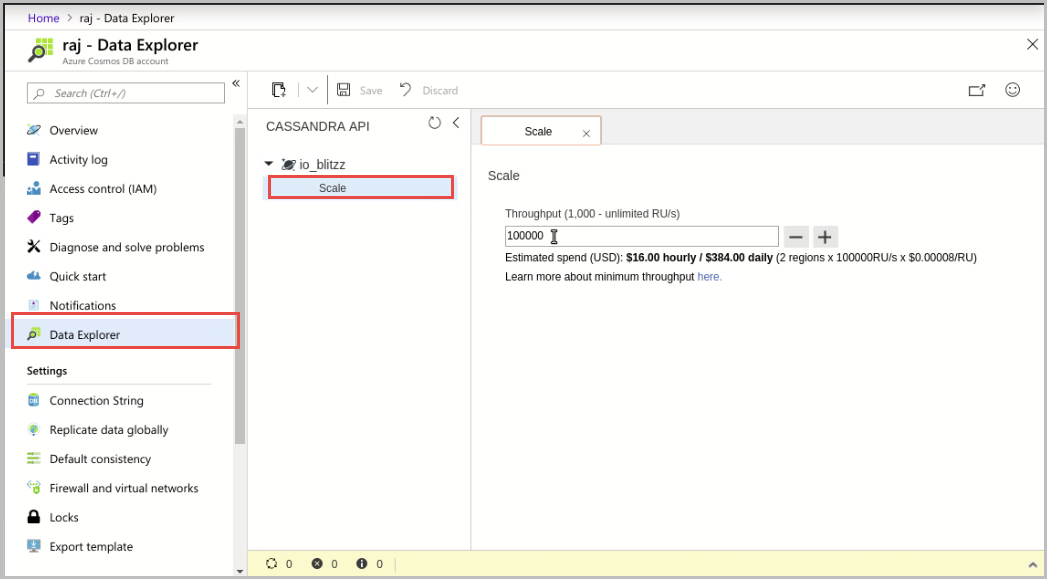 Home > raj - Data Explorer
raj - Data Explorer
Azure Cosmos DB account
Search (Ctrl+/)
«
Overview
Activity log
Access control (IAM)
Tags
Diagnose and solve problems
Quick start
Notifications
Data Explorer
Settings
Connection String
Replicate data globally
Default consistency
Firewall and virtual networks
Locks
Export template
Save
Discard
CASSANDRA API
io_blitzz
Scale
Scale
Scale
Throughput (1,000 - unlimited RU/s)
100000
Estimated spend (USD): $16.00 hourly / $384.00 daily (2 regions x 100000RU/s x $0.00008/RU)
Learn more about minimum throughput here.
0 0 0